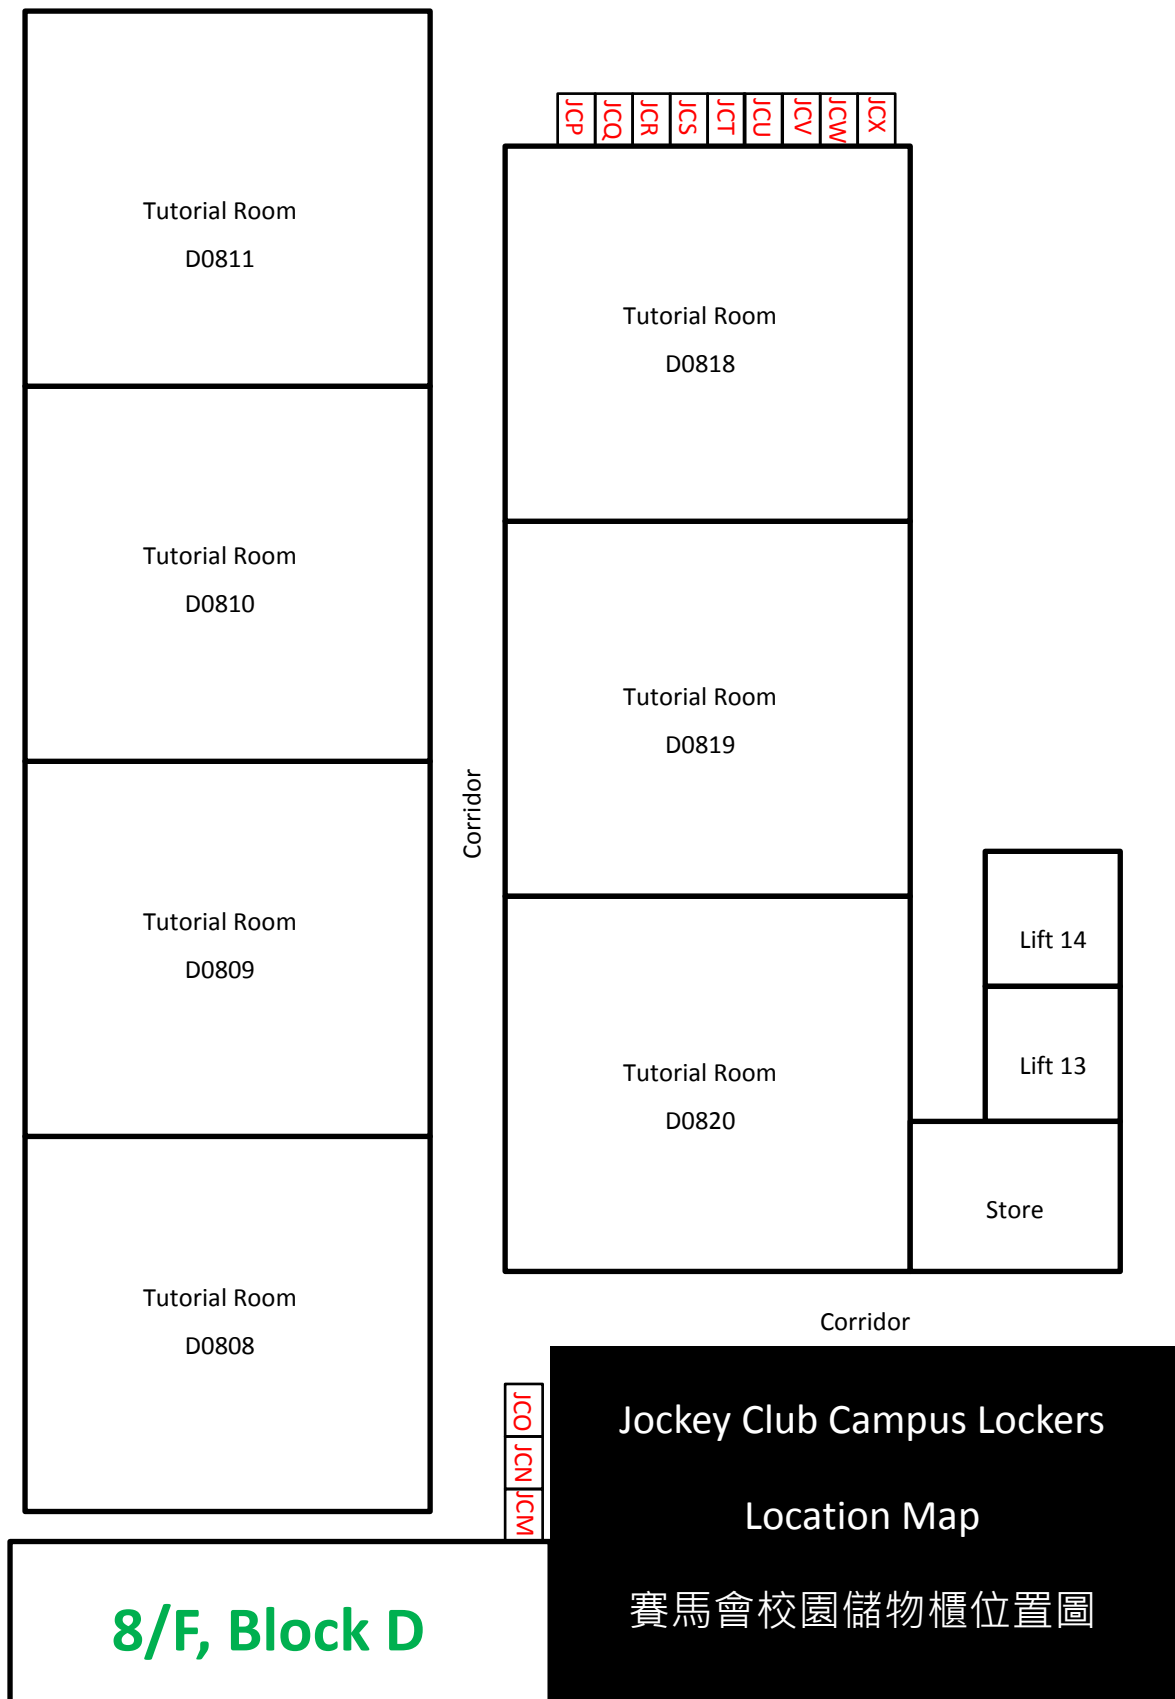 JCP JCQ JCR JCS JCT JCU JCV JCW JCX
Tutorial Room
D0811
Tutorial Room
D0818
Tutorial Room
D0810
Tutorial Room
D0819
Corridor
Tutorial Room
D0809
Lift 14
Lift 13
Tutorial Room
D0820
Store
Tutorial Room
D0808
Corridor
JCO
JCN
JCM
Jockey Club Campus Lockers
Location Map
賽馬會校園儲物櫃位置圖
8/F, Block D